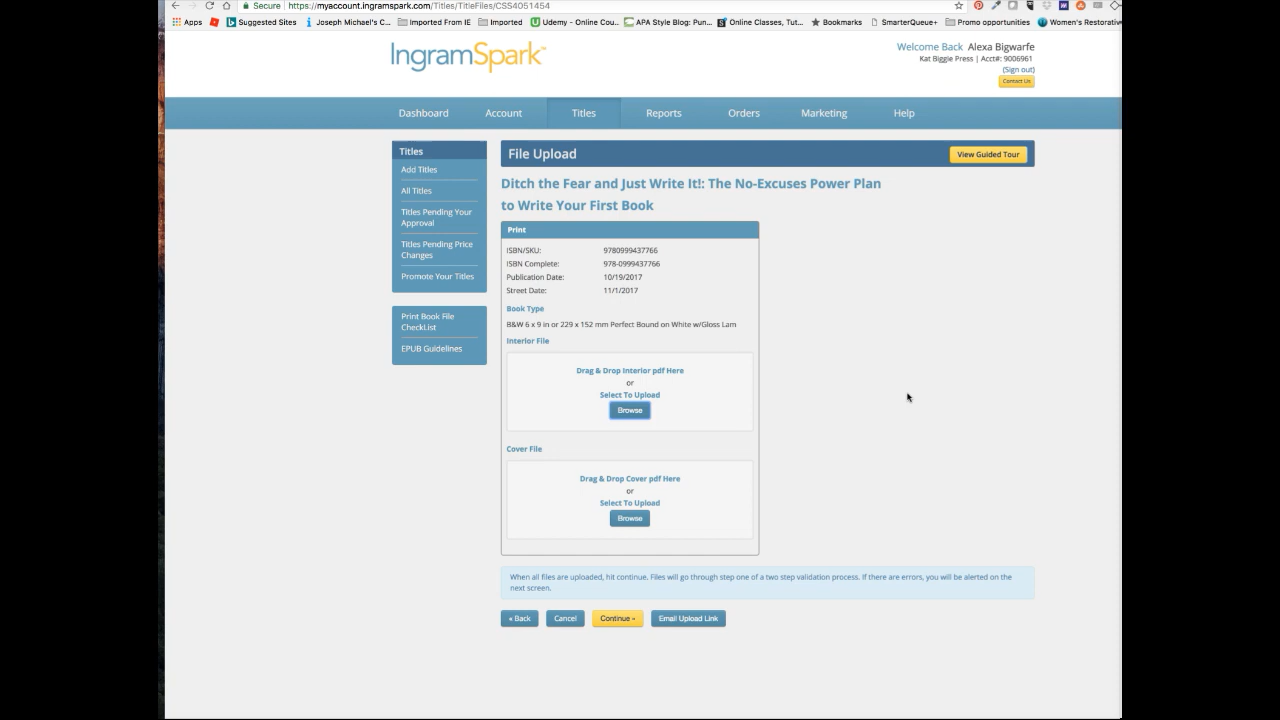 Secure https://myaccount.ingramspark.com/Titles/TitleFiles/CSS4051454
Apps Suggested Sites Joseph Michael's C... Imported From IE Imported Udemy - Online Cou... APA Style Blog: Pun... Online Classes, Tut... Bookmarks SmarterQueue+ Promo opportunities Women's Restorativ
IngramSpark™
Welcome Back Alexa Bigwarfe
Kat Biggie Press | Acct#: 9006961
(Sign out)
Contact Us
Dashboard Account Titles Reports Orders Marketing Help
Titles
Add Titles
All Titles
Titles Pending Your
Approval
Titles Pending Price
Changes
Promote Your Titles
Print Book File
CheckList
EPUB Guidelines
File Upload
View Guided Tour
Ditch the Fear and Just Write It!: The No-Excuses Power Plan
to Write Your First Book
Print
ISBN/SKU: 9780999437766
ISBN Complete: 978-0999437766
Publication Date: 10/19/2017
Street Date: 11/1/2017
Book Type
B&W 6 x 9 in or 229 x 152 mm Perfect Bound on White w/Gloss Lam
Interior File
Drag & Drop Interior pdf Here
or
Select To Upload
Browse
Cover File
Drag & Drop Cover pdf Here
or
Select To Upload
Browse
When all files are uploaded, hit continue. Files will go through step one of a two step validation process. If there are errors, you will be alerted on the
next screen.
« Back Cancel Continue » Email Upload Link